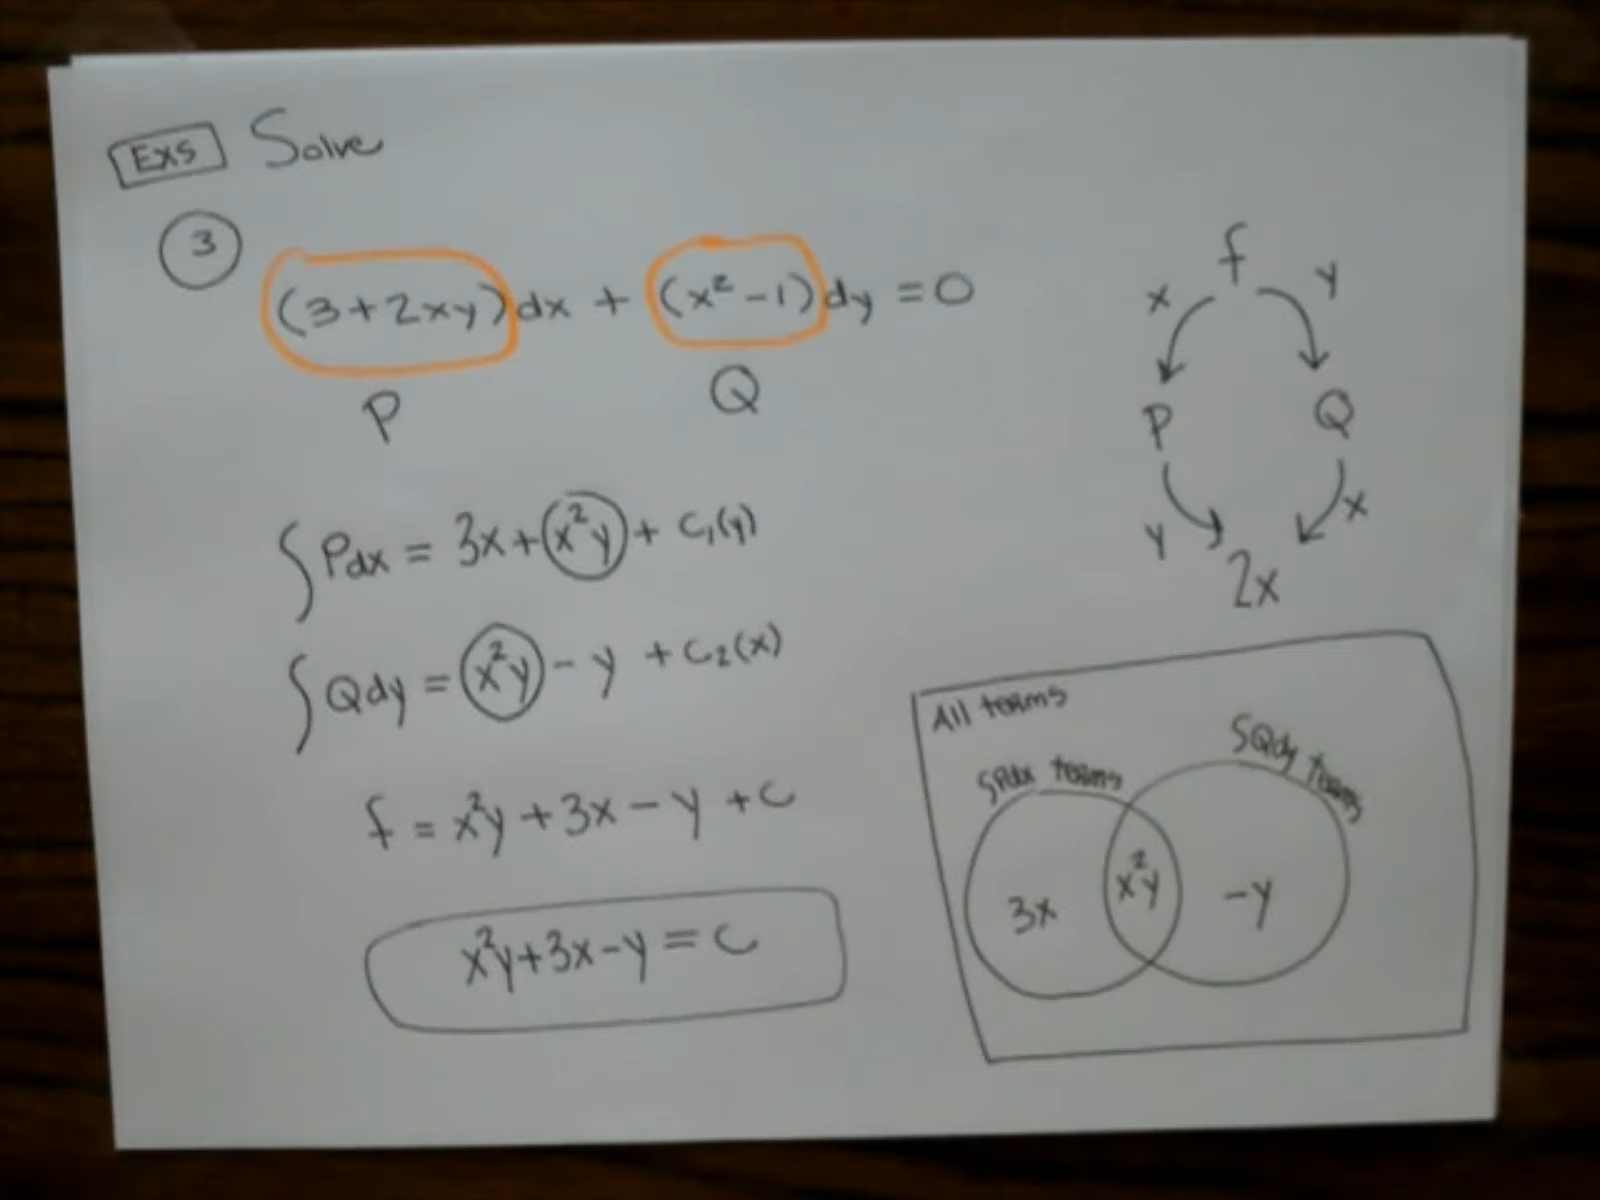 Exs Solve
3
(3+2xy)dx + (x²-1)dy =0
P
Q
∫Pdx = 3x+x²y+ c₁(y)
∫Qdy = x²y - y + c₂(x)
f = x²y+3x-y+c
x²y+3x-y=c
f
x
y
P
Q
y
x
2x
All terms
∫Pdx terms
∫Qdy terms
3x
x²y
-y